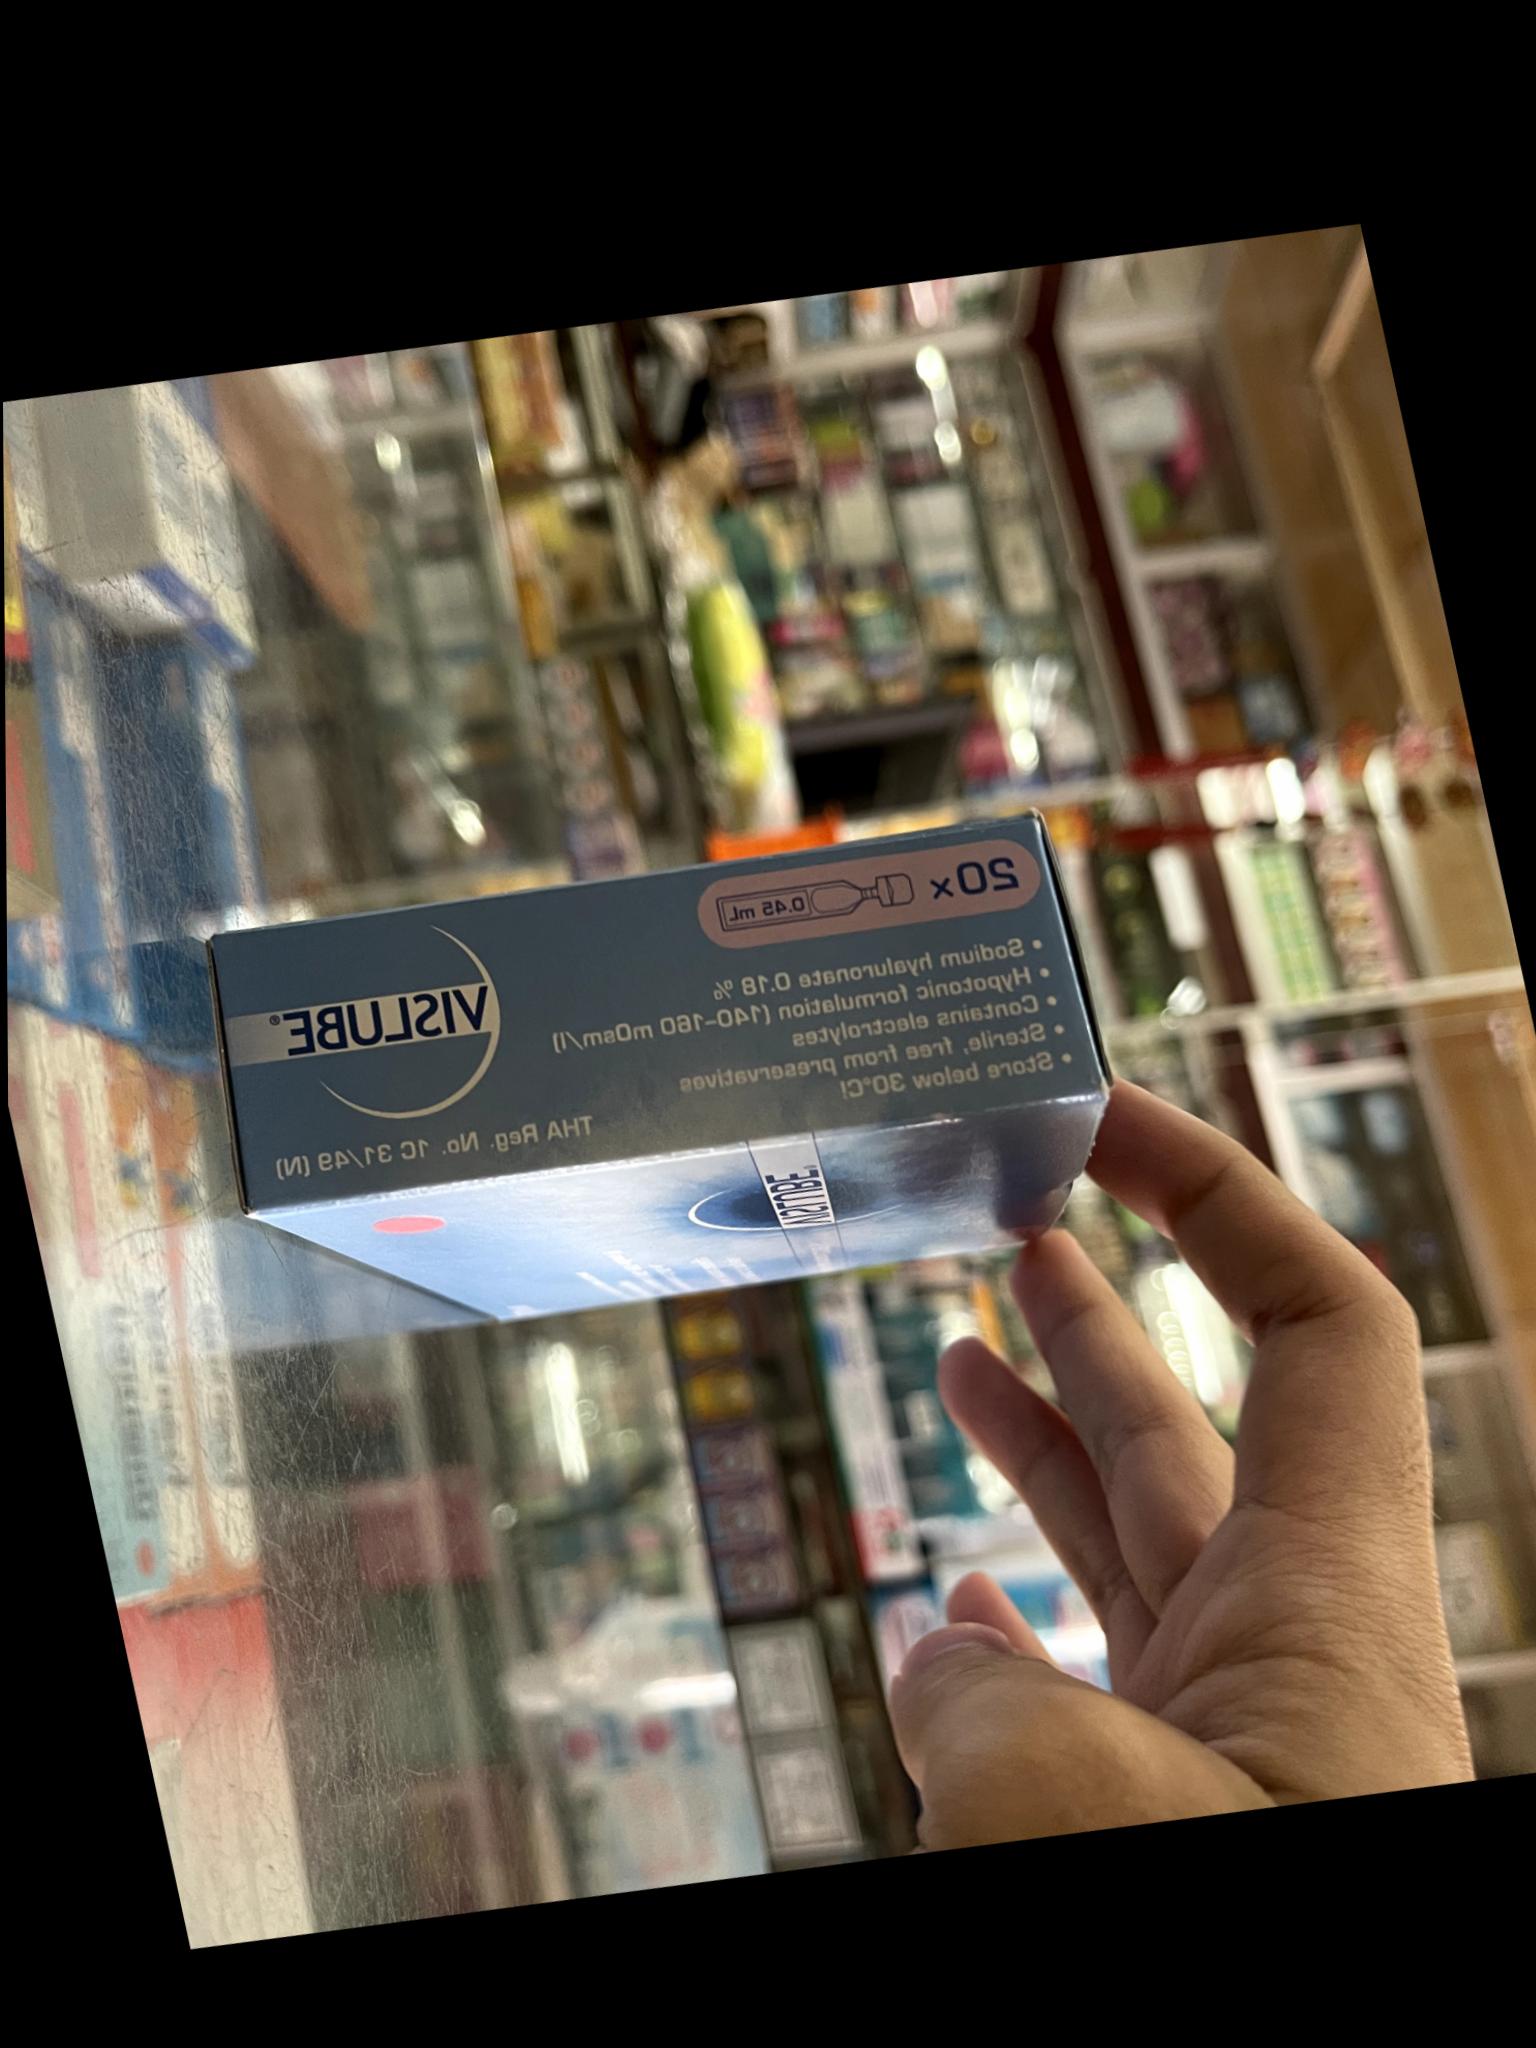 20x
0.45 mL
• Sodium hyaluronate 0.18 %
• Hypotonic formulation (140–160 mOsm/l)
• Contains electrolytes
• Sterile, free from preservatives
• Store below 30°C!
VISLUBE®
THA Reg. No. 1C 31/49 (N)
VISLUBE®